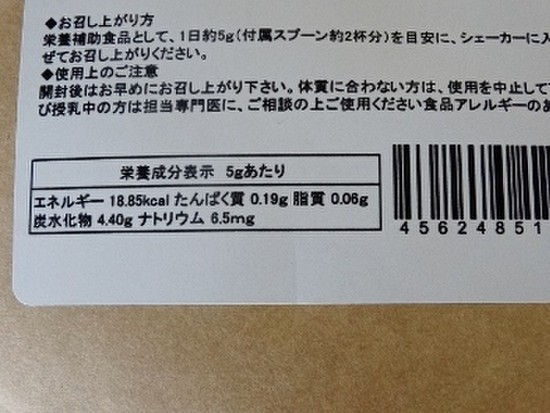 ◆お召し上がり方
栄養補助食品として、1日約5g(付属スプーン約2杯分)を目安に、シェーカーに入
ぜてお召し上がりください。
◆使用上のご注意
開封後はお早めにお召し上がり下さい。体質に合わない方は、使用を中止して
び授乳中の方は担当専門医に、ご相談の上ご使用ください食品アレルギーのあ
栄養成分表示 5gあたり
エネルギー 18.85kcal たんぱく質 0.19g 脂質 0.06g
炭水化物 4.40g ナトリウム 6.5mg
45624851